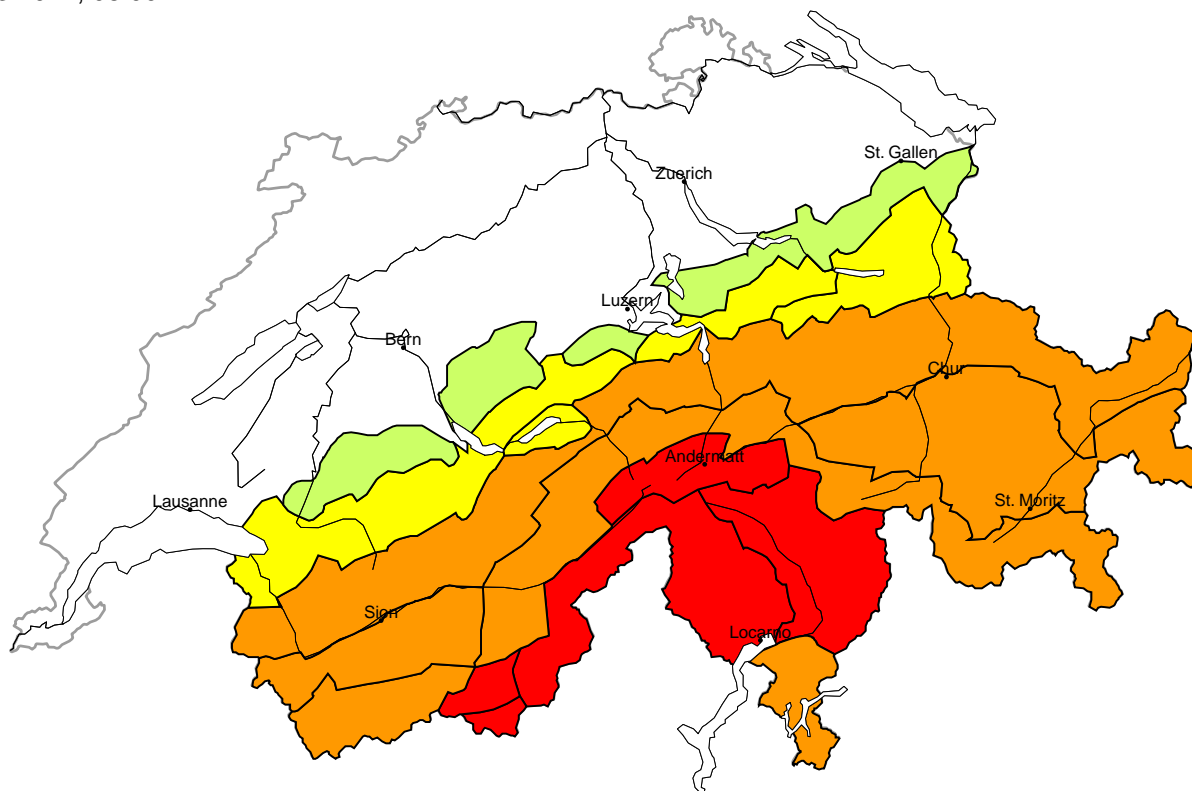 St. Gallen
Zuerich
Luzern
Bern
Chur
Andermatt
Lausanne
St. Moritz
Sion
Locarno